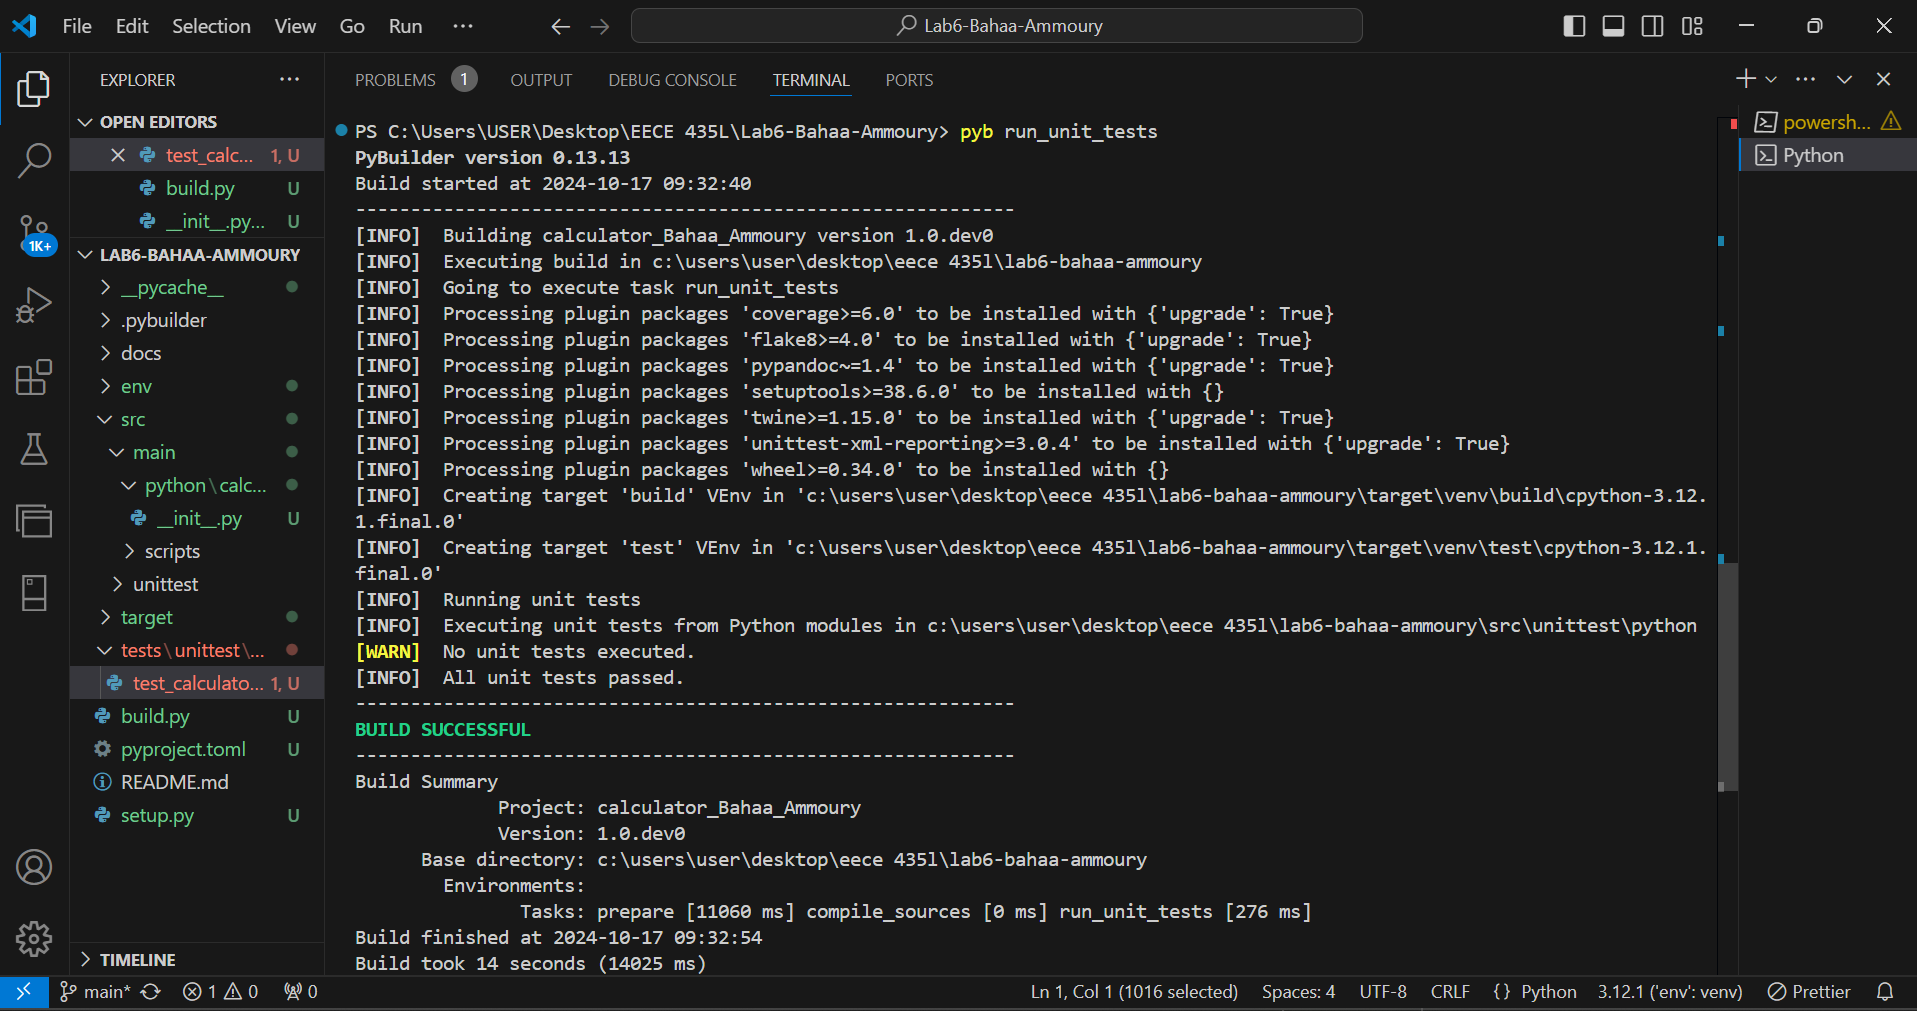 File Edit Selection View Go Run ··· Lab6-Bahaa-Ammoury
EXPLORER ···
OPEN EDITORS
test_calc... 1, U
build.py U
__init__.py... U
1K+
LAB6-BAHAA-AMMOURY
__pycache__
.pybuilder
docs
env
src
main
python\calc...
__init__.py U
scripts
unittest
target
tests\unittest\...
test_calculato... 1, U
build.py U
pyproject.toml U
README.md
setup.py U
TIMELINE
PROBLEMS 1 OUTPUT DEBUG CONSOLE TERMINAL PORTS
PS C:\Users\USER\Desktop\EECE 435L\Lab6-Bahaa-Ammoury> pyb run_unit_tests
PyBuilder version 0.13.13
Build started at 2024-10-17 09:32:40
------------------------------------------------------------
[INFO]  Building calculator_Bahaa_Ammoury version 1.0.dev0
[INFO]  Executing build in c:\users\user\desktop\eece 435l\lab6-bahaa-ammoury
[INFO]  Going to execute task run_unit_tests
[INFO]  Processing plugin packages 'coverage>=6.0' to be installed with {'upgrade': True}
[INFO]  Processing plugin packages 'flake8>=4.0' to be installed with {'upgrade': True}
[INFO]  Processing plugin packages 'pypandoc~=1.4' to be installed with {'upgrade': True}
[INFO]  Processing plugin packages 'setuptools>=38.6.0' to be installed with {}
[INFO]  Processing plugin packages 'twine>=1.15.0' to be installed with {'upgrade': True}
[INFO]  Processing plugin packages 'unittest-xml-reporting>=3.0.4' to be installed with {'upgrade': True}
[INFO]  Processing plugin packages 'wheel>=0.34.0' to be installed with {}
[INFO]  Creating target 'build' VEnv in 'c:\users\user\desktop\eece 435l\lab6-bahaa-ammoury\target\venv\build\cpython-3.12.
1.final.0'
[INFO]  Creating target 'test' VEnv in 'c:\users\user\desktop\eece 435l\lab6-bahaa-ammoury\target\venv\test\cpython-3.12.1.
final.0'
[INFO]  Running unit tests
[INFO]  Executing unit tests from Python modules in c:\users\user\desktop\eece 435l\lab6-bahaa-ammoury\src\unittest\python
[WARN]  No unit tests executed.
[INFO]  All unit tests passed.
------------------------------------------------------------
BUILD SUCCESSFUL
------------------------------------------------------------
Build Summary
Project: calculator_Bahaa_Ammoury
Version: 1.0.dev0
Base directory: c:\users\user\desktop\eece 435l\lab6-bahaa-ammoury
Environments:
Tasks: prepare [11060 ms] compile_sources [0 ms] run_unit_tests [276 ms]
Build finished at 2024-10-17 09:32:54
Build took 14 seconds (14025 ms)
powersh...
Python
main* 1 0 0 Ln 1, Col 1 (1016 selected) Spaces: 4 UTF-8 CRLF {} Python 3.12.1 ('env': venv) Prettier